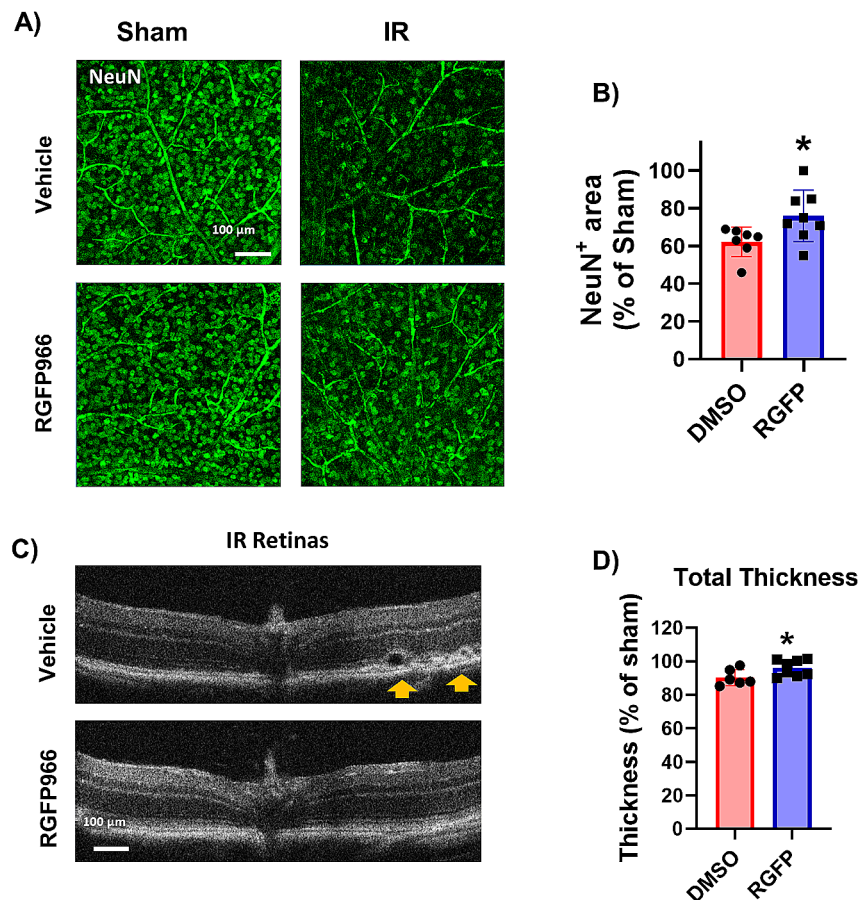 A)
Sham
IR
NeuN
Vehicle
100 µm
RGFP966
B)
*
NeuN+ area
(% of Sham)
100
80
60
40
20
0
DMSO
RGFP
C)
IR Retinas
Vehicle
RGFP966
100 µm
D)
Total Thickness
*
Thickness (% of sham)
120
100
80
60
40
20
0
DMSO
RGFP